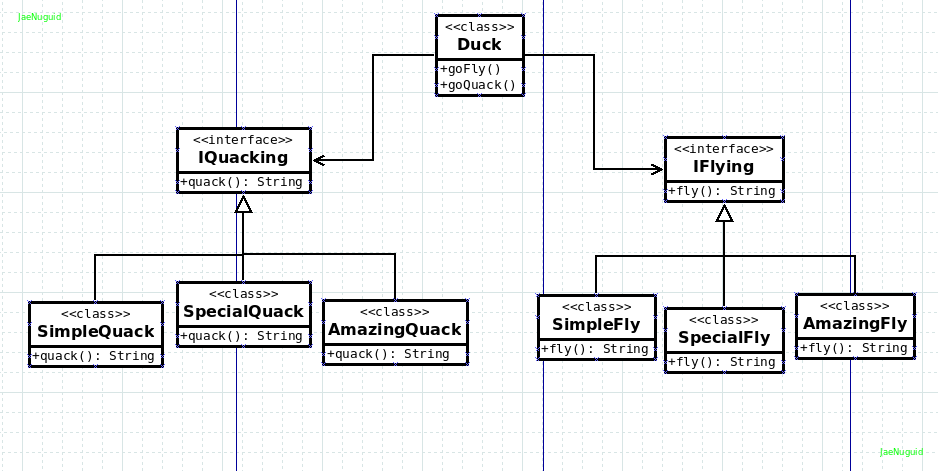 JaeNuguid
<<class>>
Duck
+goFly()
+goQuack()
<<interface>>
IQuacking
+quack(): String
<<interface>>
IFlying
+fly(): String
<<class>>
SimpleQuack
+quack(): String
<<class>>
SpecialQuack
+quack(): String
<<class>>
AmazingQuack
+quack(): String
<<class>>
SimpleFly
+fly(): String
<<class>>
SpecialFly
+fly(): String
<<class>>
AmazingFly
+fly(): String
JaeNuguid